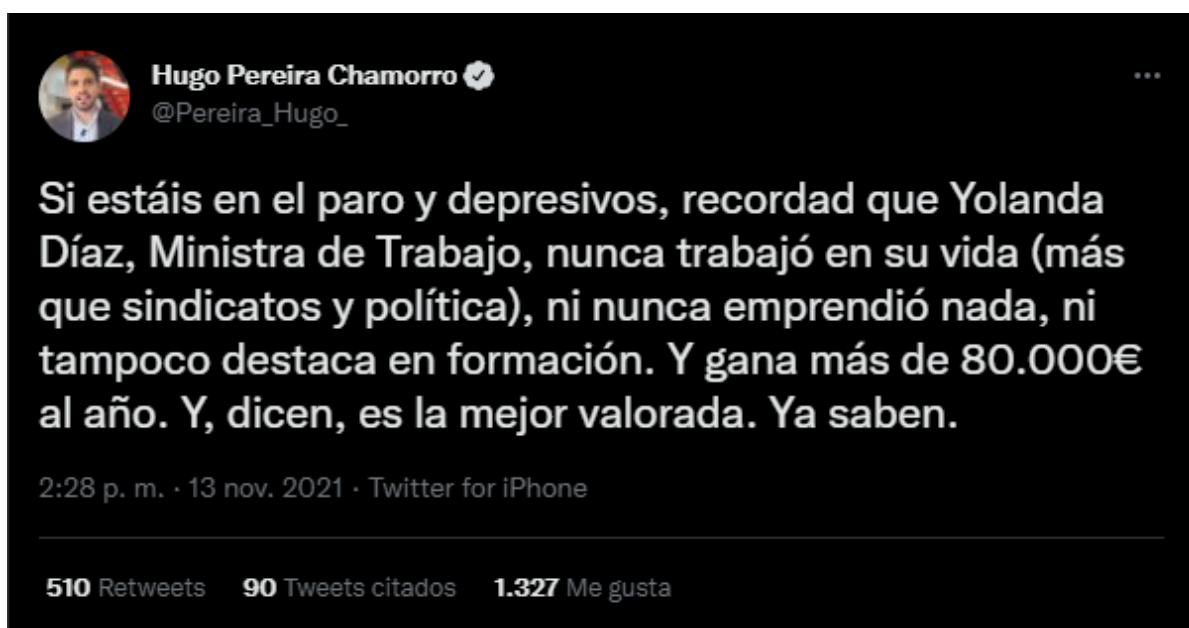 Hugo Pereira Chamorro
@Pereira_Hugo_
Si estáis en el paro y depresivos, recordad que Yolanda
Díaz, Ministra de Trabajo, nunca trabajó en su vida (más
que sindicatos y política), ni nunca emprendió nada, ni
tampoco destaca en formación. Y gana más de 80.000€
al año. Y, dicen, es la mejor valorada. Ya saben.
2:28 p. m. · 13 nov. 2021 · Twitter for iPhone
510 Retweets 90 Tweets citados 1.327 Me gusta